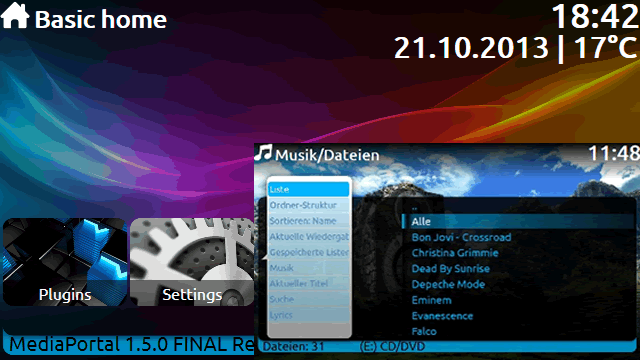 Basic home
18:42
21.10.2013 | 17°C
Musik/Dateien
11:48
Liste
Ordner-Struktur
Sortieren: Name
Aktuelle Wiedergat
Gespeicherte Lister
Musik
Aktueller Titel
Suche
Lyrics
..
Alle
Bon Jovi - Crossroad
Christina Grimmie
Dead By Sunrise
Depeche Mode
Eminem
Evanescence
Falco
Plugins
Settings
MediaPortal 1.5.0 FINAL Re
Dateien: 31
(E:) CD/DVD